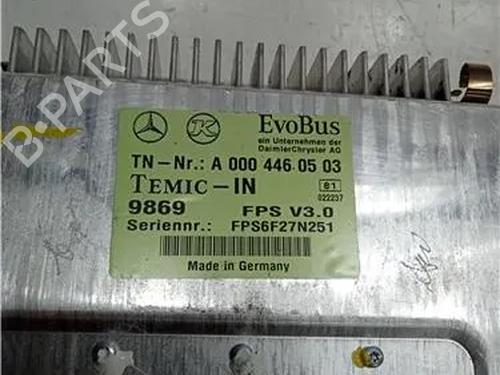 B-PARTS
K
EvoBus
ein Unternehmen der
DaimlerChrysler AG
TN-Nr.: A 000 446 05 03
TEMIC-IN
81
022237
9869 FPS V3.0
Seriennr.: FPS6F27N251
Made in Germany